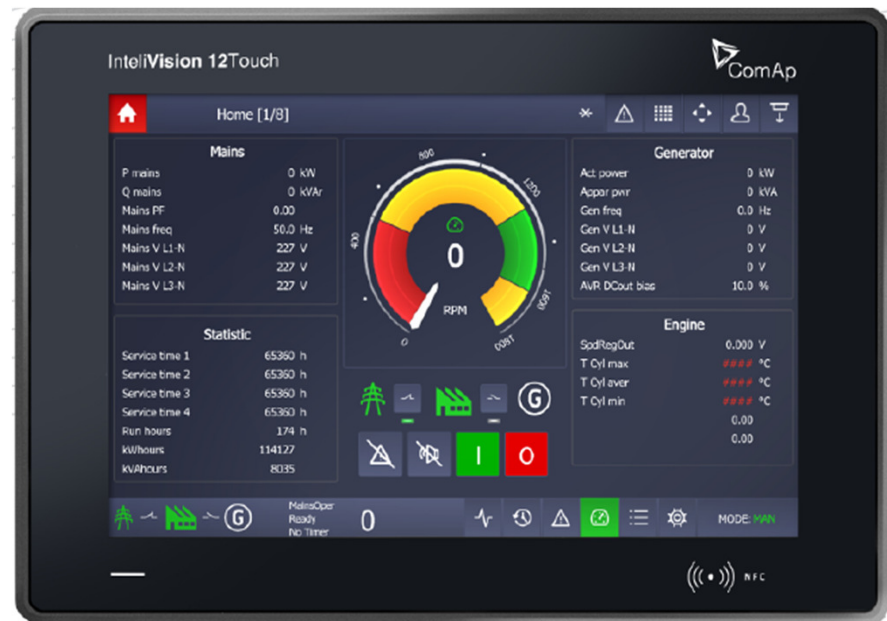 InteliVision 12Touch
ComAp
Home [1/8]
Mains
P mains 0 kW
Q mains 0 kVAr
Mains PF 0.00
Mains freq 50.0 Hz
Mains V L1-N 227 V
Mains V L2-N 227 V
Mains V L3-N 227 V
Statistic
Service time 1 65360 h
Service time 2 65360 h
Service time 3 65360 h
Service time 4 65360 h
Run hours 174 h
kWhours 114127
kVAhours 8035
0
400
800
1200
1600
1800
0
RPM
G
I
O
Generator
Act power 0 kW
Appar pwr 0 kVA
Gen freq 0.0 Hz
Gen V L1-N 0 V
Gen V L2-N 0 V
Gen V L3-N 0 V
AVR DCout bias 10.0 %
Engine
SpdRegOut 0.000 V
T Cyl max #### °C
T Cyl aver #### °C
T Cyl min #### °C
0.00
0.00
G
MainsOper
Ready
No Timer
0
MODE: MAN
NFC